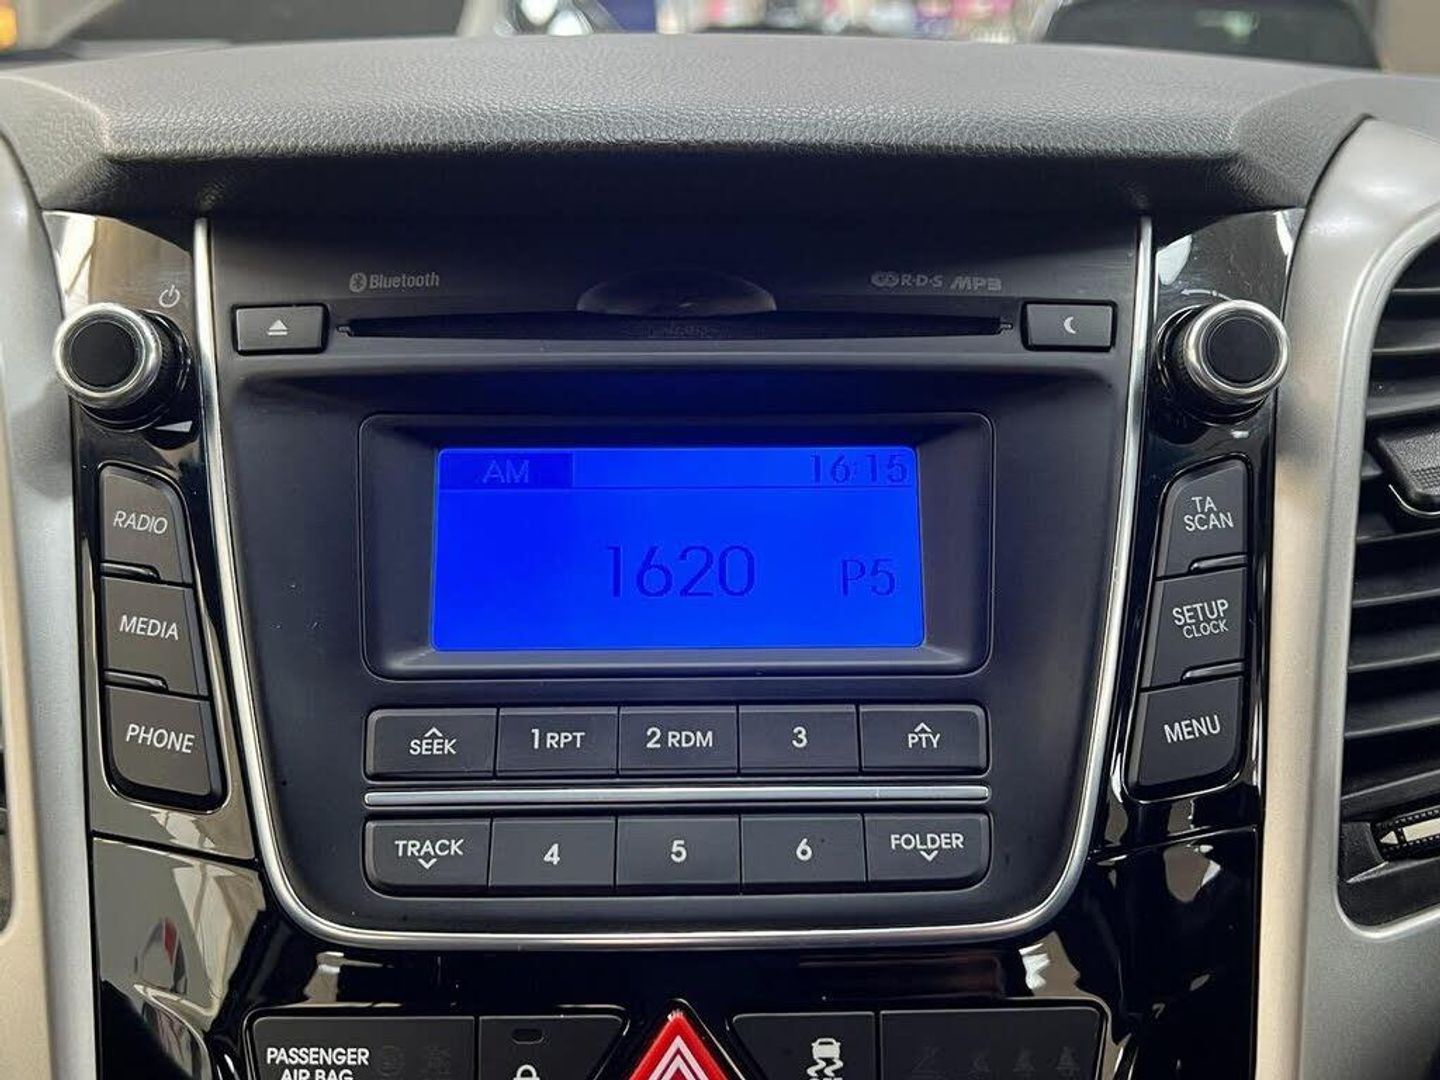 Bluetooth
R·D·S MP3
AM 16:15
1620 P5
RADIO
MEDIA
PHONE
TA
SCAN
SETUP
CLOCK
MENU
SEEK 1 RPT 2 RDM 3 PTY
TRACK 4 5 6 FOLDER
PASSENGER
AIR BAG
OFF